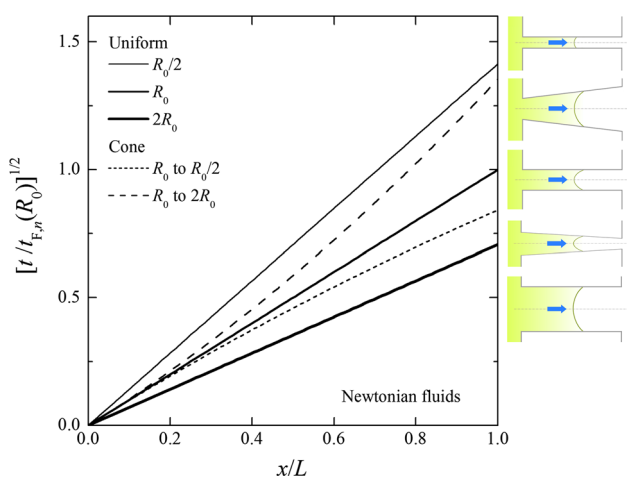 1.5
1.0
0.5
0.0
[t/t_F,n(R_0)]^1/2
Uniform
R_0/2
R_0
2R_0
Cone
R_0 to R_0/2
R_0 to 2R_0
Newtonian fluids
0.0 0.2 0.4 0.6 0.8 1.0
x/L